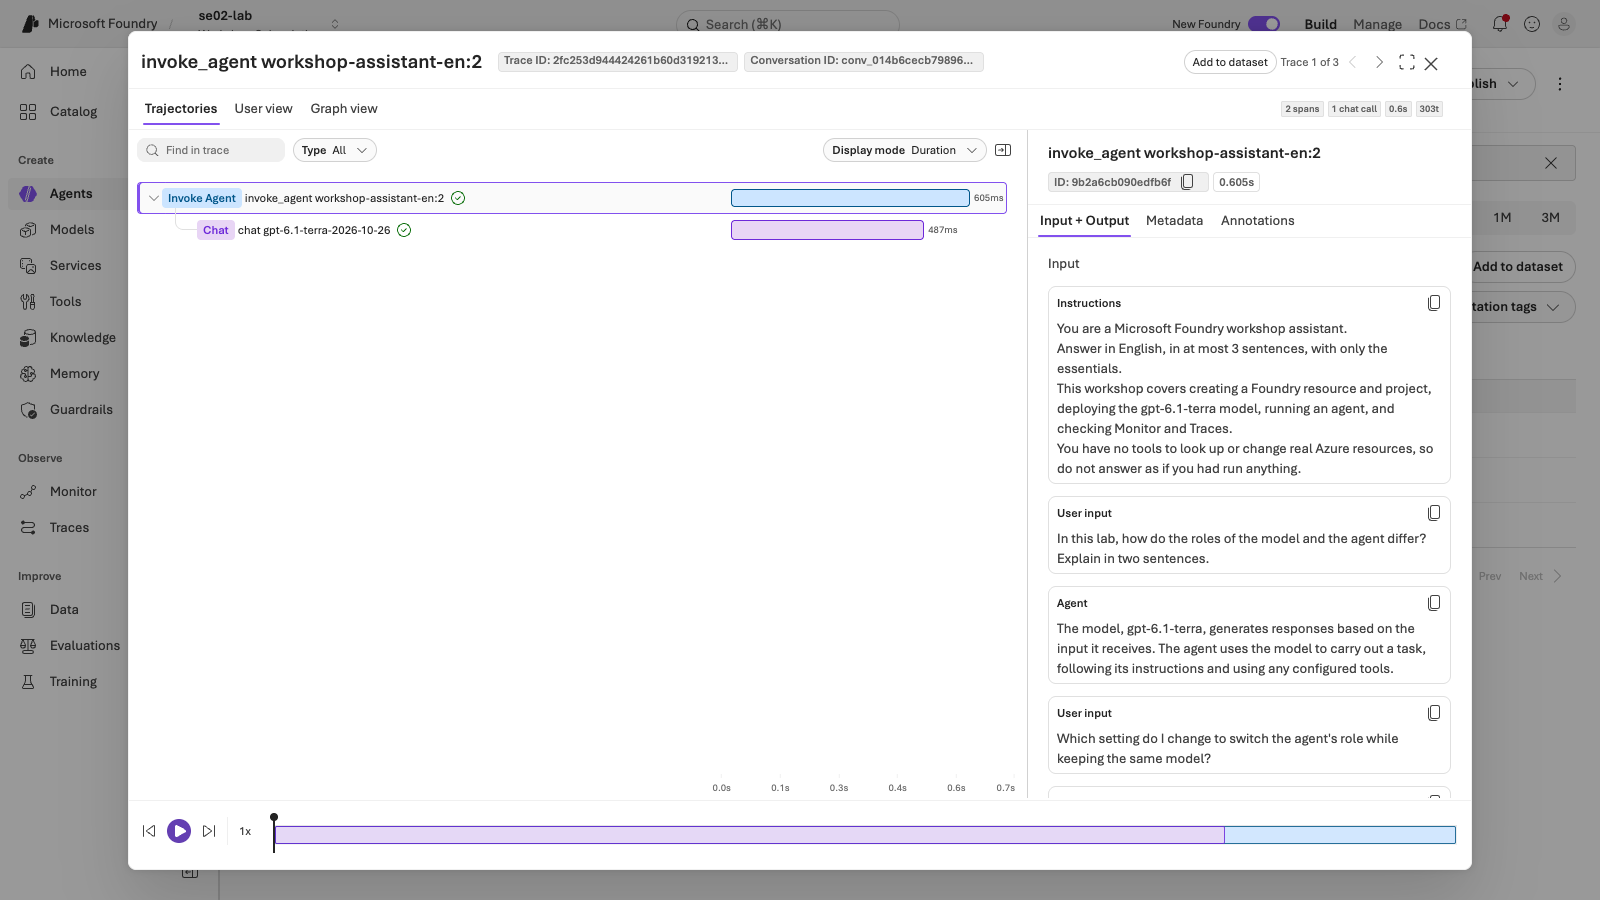 Microsoft Foundry
/
se02-lab
Search (⌘K)
New Foundry
Build
Manage
Docs
Home
Catalog
Create
Agents
Models
Services
Tools
Knowledge
Memory
Guardrails
Observe
Monitor
Traces
Improve
Data
Evaluations
Training
invoke_agent workshop-assistant-en:2
Trace ID: 2fc253d944424261b60d319213...
Conversation ID: conv_014b6cecb79896...
Add to dataset
Trace 1 of 3
Trajectories
User view
Graph view
2 spans
1 chat call
0.6s
303t
Find in trace
Type All
Display mode Duration
Invoke Agent invoke_agent workshop-assistant-en:2
605ms
Chat chat gpt-6.1-terra-2026-10-26
487ms
0.0s 0.1s 0.3s 0.4s 0.6s 0.7s
1x
invoke_agent workshop-assistant-en:2
ID: 9b2a6cb090edfb6f
0.605s
Input + Output
Metadata
Annotations
Input
Instructions
You are a Microsoft Foundry workshop assistant.
Answer in English, in at most 3 sentences, with only the
essentials.
This workshop covers creating a Foundry resource and project,
deploying the gpt-6.1-terra model, running an agent, and
checking Monitor and Traces.
You have no tools to look up or change real Azure resources, so
do not answer as if you had run anything.
User input
In this lab, how do the roles of the model and the agent differ?
Explain in two sentences.
Agent
The model, gpt-6.1-terra, generates responses based on the
input it receives. The agent uses the model to carry out a task,
following its instructions and using any configured tools.
User input
Which setting do I change to switch the agent's role while
keeping the same model?
lish
1M
3M
Add to dataset
tation tags
Prev
Next